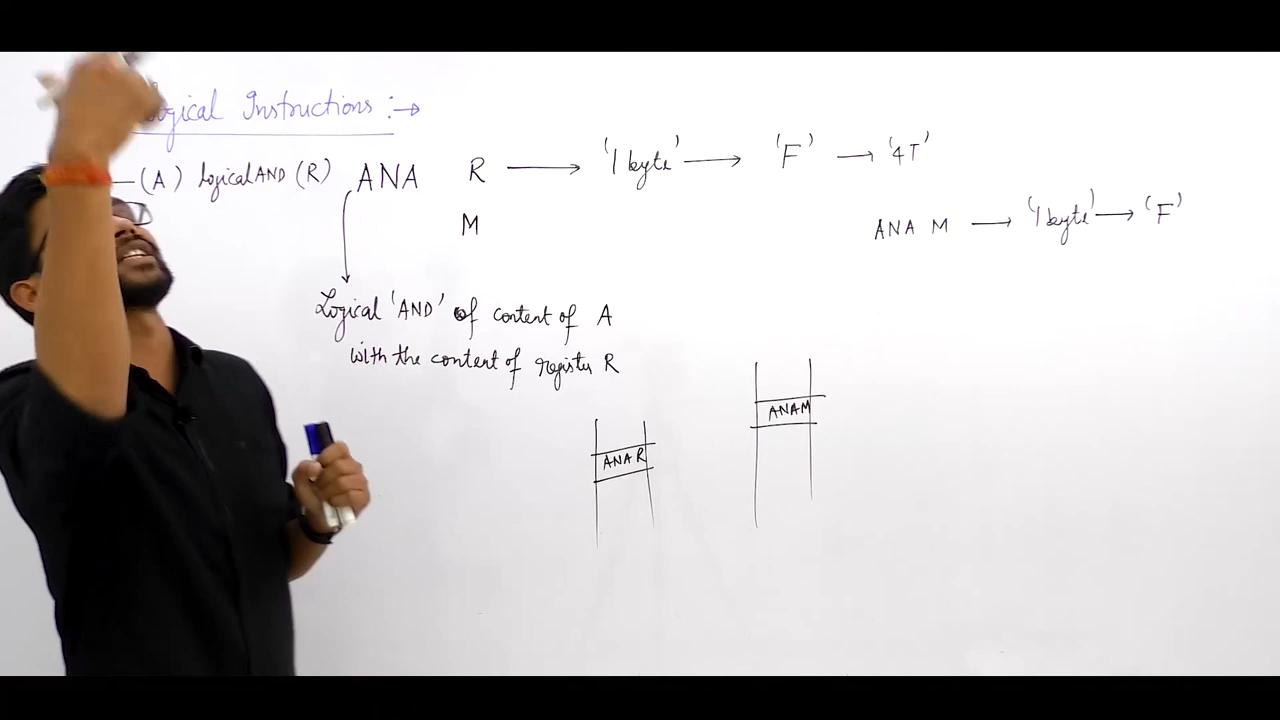 Logical Instructions :→
(A) Logical AND (R) ANA R → '1 byte' → 'F' → '4T'
M
ANA M → '1 byte' → 'F'
Logical 'AND' of content of A
with the content of register R
ANA M
ANA R